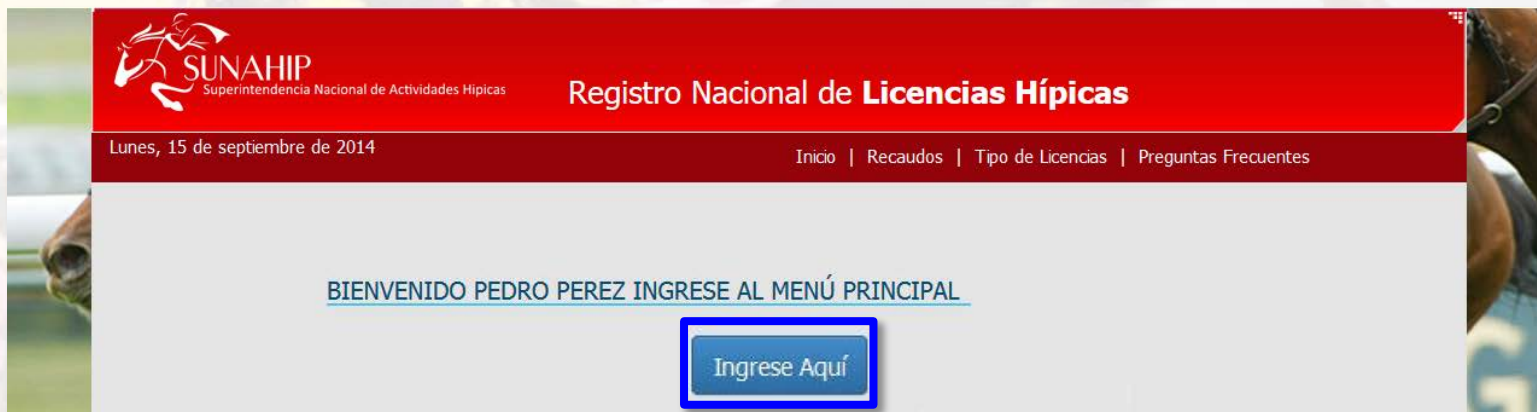 SUNAHIP
Superintendencia Nacional de Actividades Hipicas
Registro Nacional de Licencias Hípicas
Lunes, 15 de septiembre de 2014
Inicio | Recaudos | Tipo de Licencias | Preguntas Frecuentes
BIENVENIDO PEDRO PEREZ INGRESE AL MENÚ PRINCIPAL
Ingrese Aquí